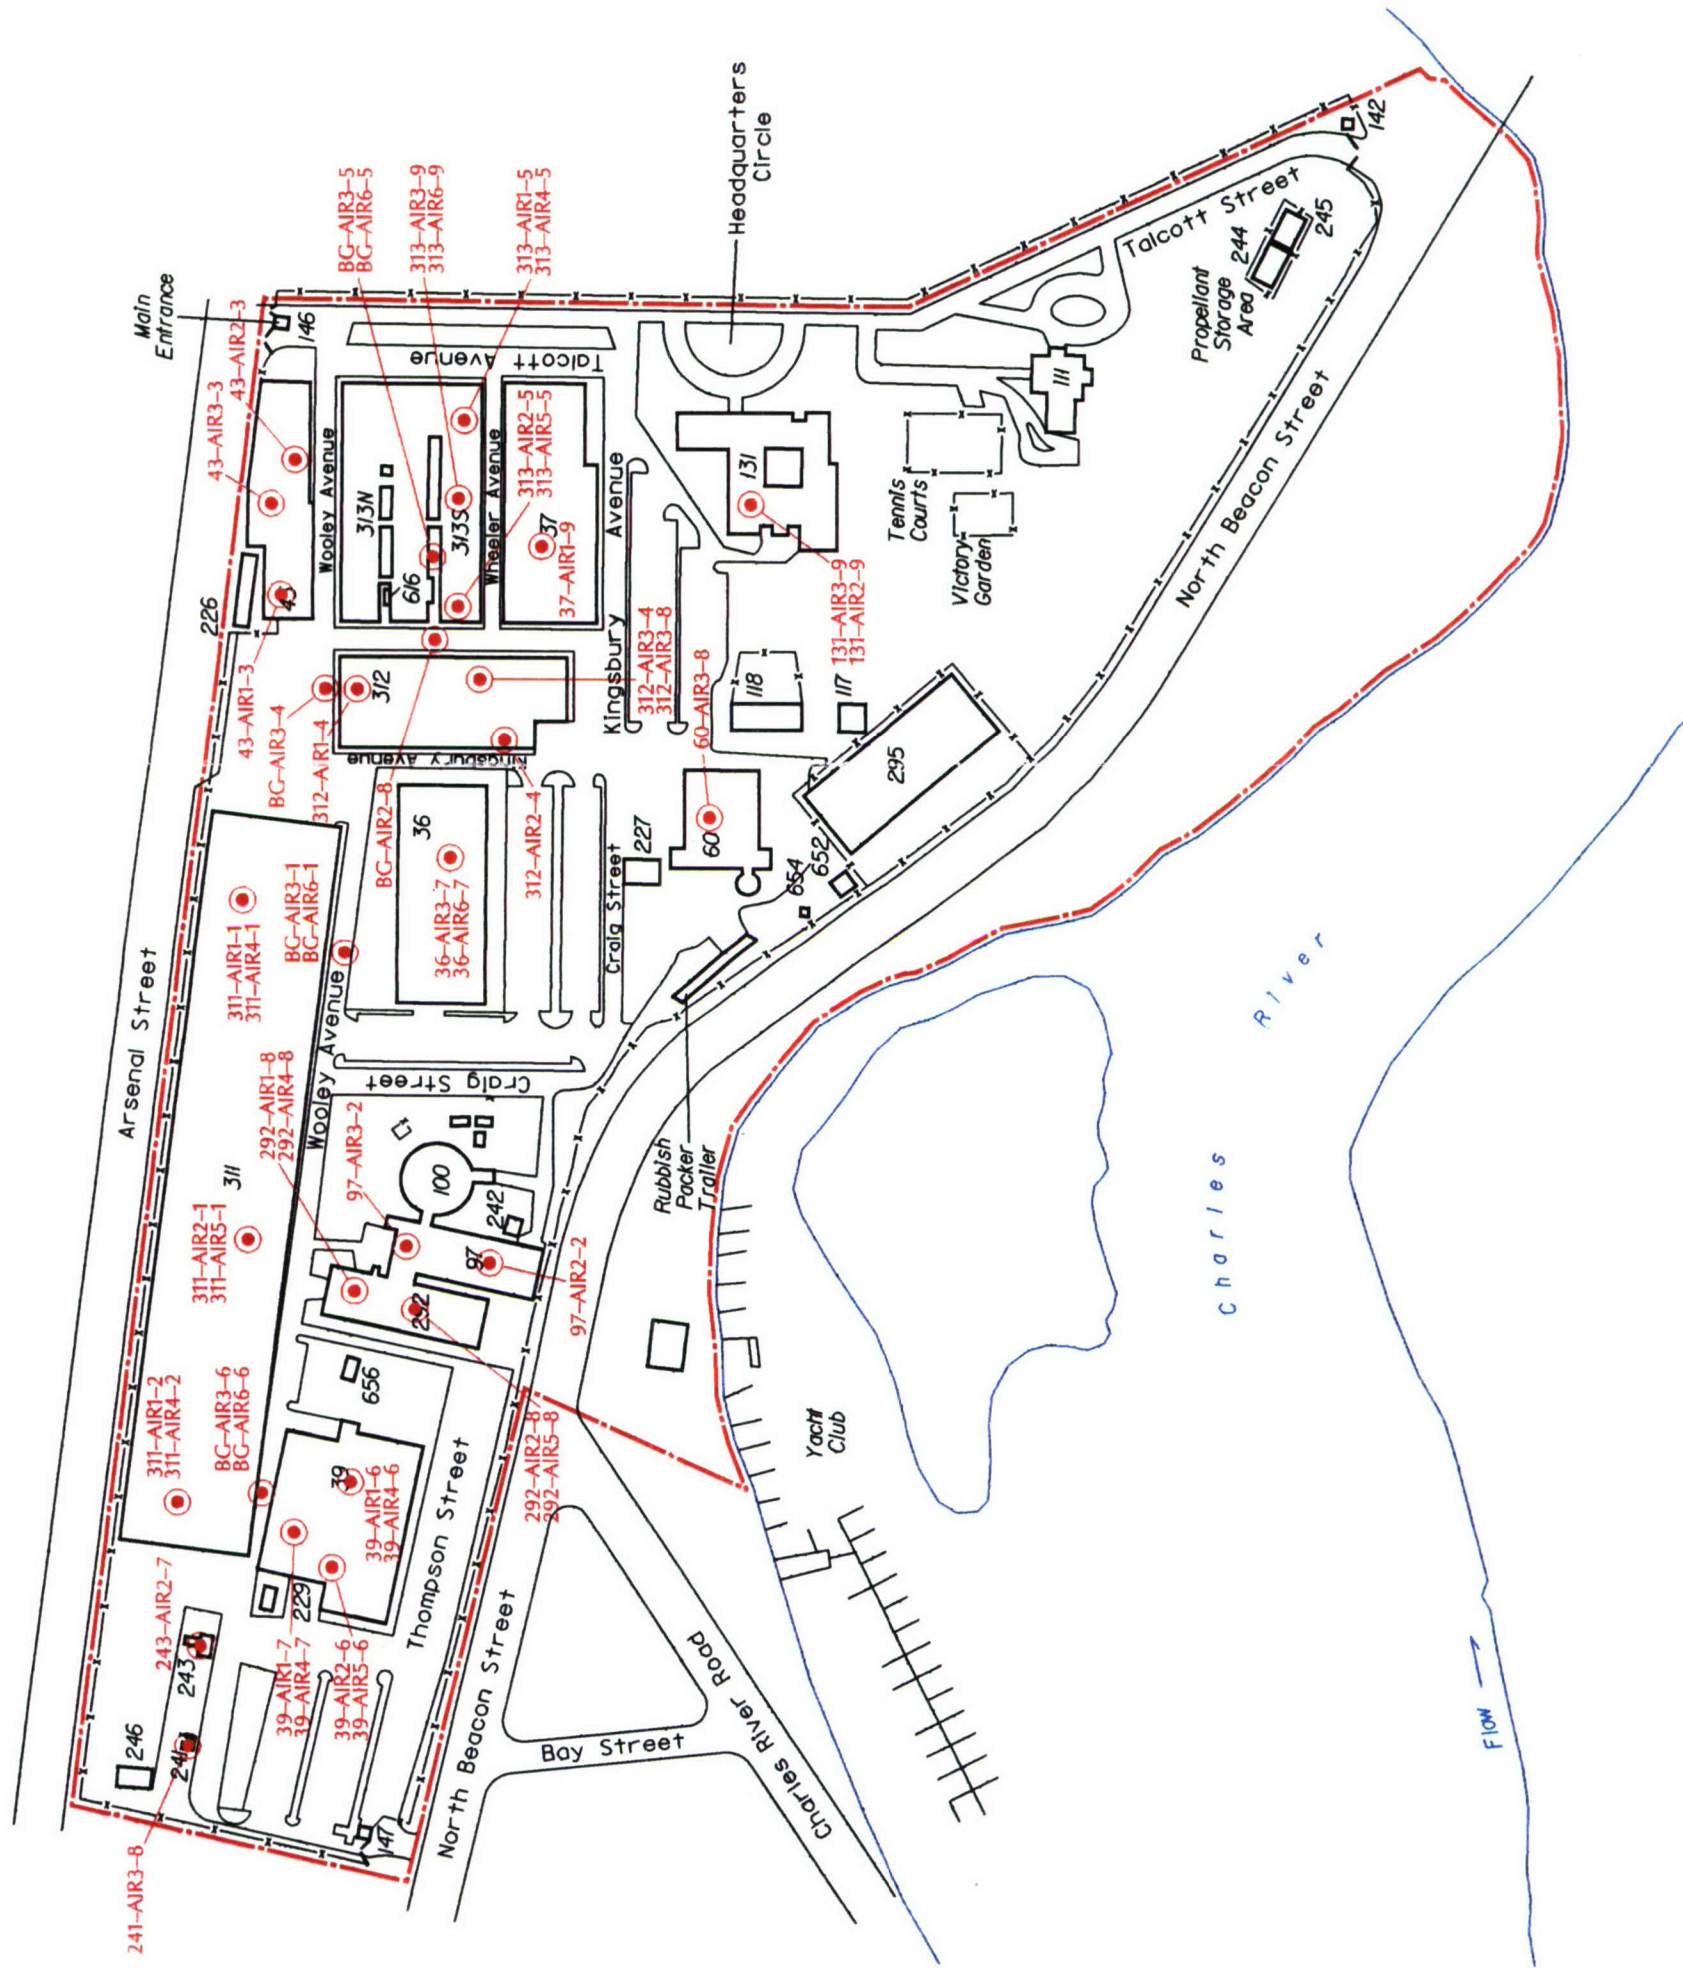 Main
Entrance
146
43-AIR2-3
43-AIR3-3
43
43-AIR1-3
226
Wooley Avenue
Talcott
Avenue
BG-AIR3-5
BG-AIR6-5
313-AIR3-9
313-AIR6-9
313-AIR1-5
313-AIR4-5
313-AIR2-5
313-AIR5-5
313N
313S
616
Wheeler Avenue
37
37-AIR1-9
Headquarters
Circle
131
131-AIR3-9
131-AIR2-9
Kingsbury Avenue
312
312-AIR3-4
312-AIR3-8
BG-AIR3-4
312-AIR1-4
BG-AIR2-8
312-AIR2-4
Kingsbury Avenue
60-AIR3-8
60
118
117
Tennis
Courts
Victory
Garden
111
Talcott Street
142
244
245
Propellant
Storage
Area
North Beacon Street
295
652
654
227
Craig Street
36
36-AIR3-7
36-AIR6-7
Arsenal Street
311
311-AIR1-1
311-AIR4-1
BG-AIR3-1
BG-AIR6-1
Wooley Avenue
311-AIR2-1
311-AIR5-1
311-AIR1-2
311-AIR4-2
BG-AIR3-6
BG-AIR6-6
Craig Street
292-AIR1-8
292-AIR4-8
97-AIR3-2
100
242
97
97-AIR2-2
292
292-AIR2-8
292-AIR5-8
Rubbish
Packer
Trailer
656
39
39-AIR1-6
39-AIR4-6
229
39-AIR1-7
39-AIR4-7
39-AIR2-6
39-AIR5-6
243-AIR2-7
243
246
241
241-AIR3-8
147
Thompson Street
North Beacon Street
Bay Street
Charles River Road
Yacht
Club
Charles River
Flow